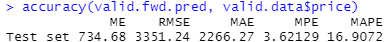 > accuracy(valid.fwd.pred, valid.data$price)
ME RMSE MAE MPE MAPE
Test set 734.68 3351.24 2266.27 3.62129 16.9072